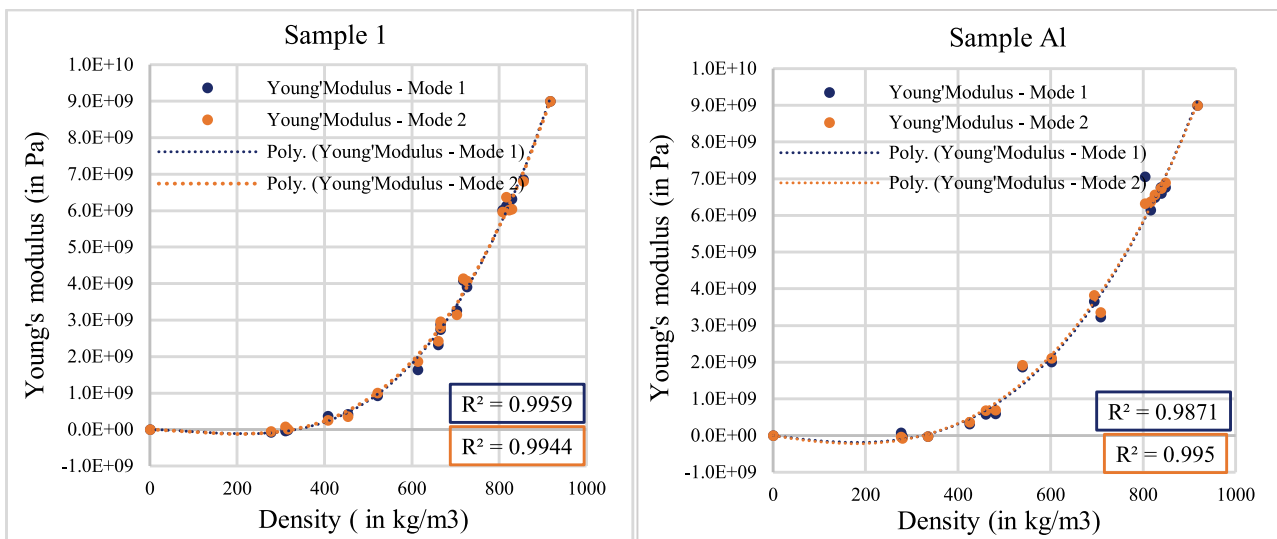 Sample 1
1.0E+10
9.0E+09
8.0E+09
7.0E+09
6.0E+09
5.0E+09
4.0E+09
3.0E+09
2.0E+09
1.0E+09
0.0E+00
-1.0E+09
Young's modulus (in Pa)
Young'Modulus - Mode 1
Young'Modulus - Mode 2
Poly. (Young'Modulus - Mode 1)
Poly. (Young'Modulus - Mode 2)
R² = 0.9959
R² = 0.9944
0 200 400 600 800 1000
Density ( in kg/m3)
Sample Al
1.0E+10
9.0E+09
8.0E+09
7.0E+09
6.0E+09
5.0E+09
4.0E+09
3.0E+09
2.0E+09
1.0E+09
0.0E+00
-1.0E+09
Young's modulus (in Pa)
Young'Modulus - Mode 1
Young'Modulus - Mode 2
Poly. (Young'Modulus - Mode 1)
Poly. (Young'Modulus - Mode 2)
R² = 0.9871
R² = 0.995
0 200 400 600 800 1000
Density (in kg/m3)